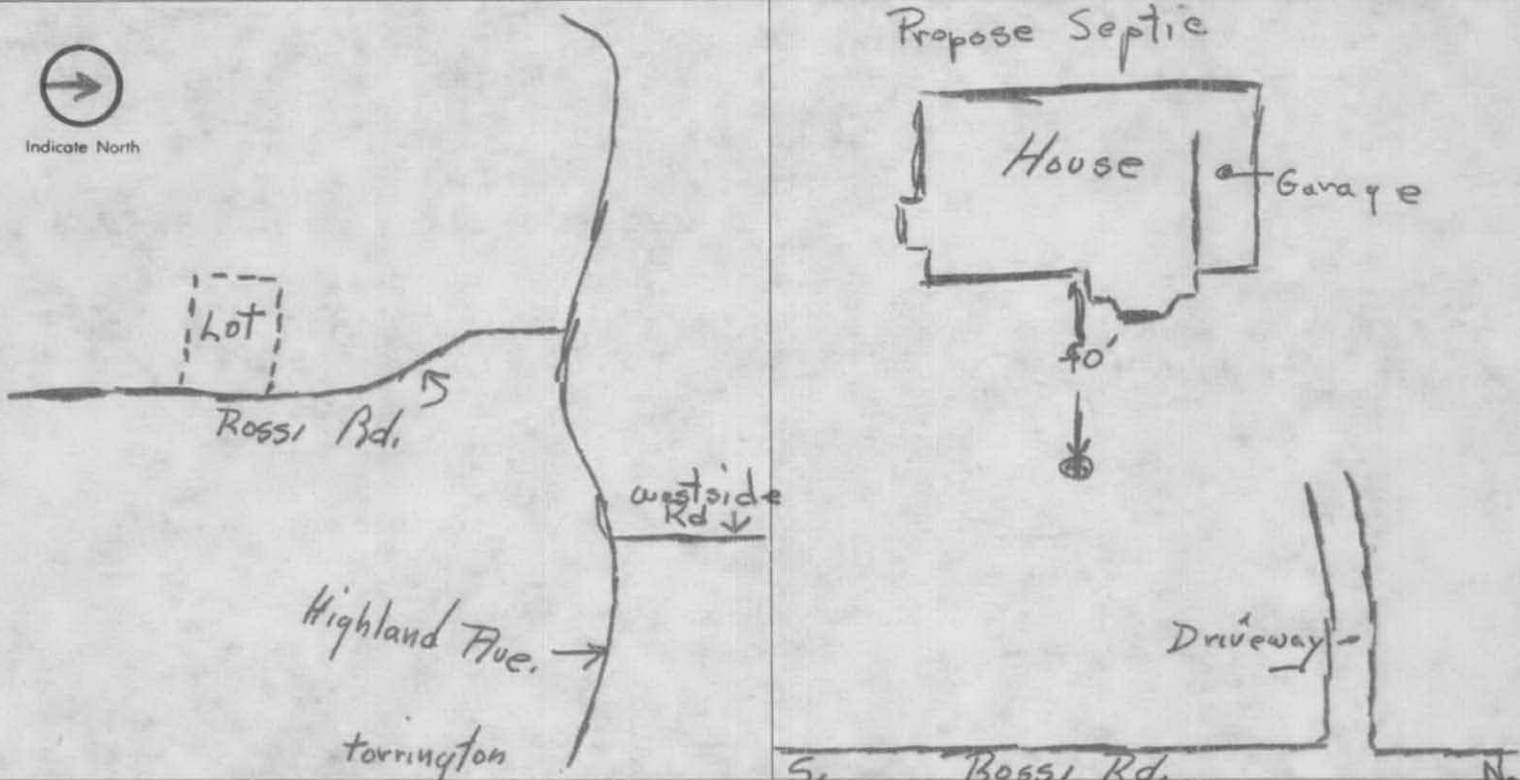 Indicate North
Lot
Rossi Rd.
westside
Rd
Highland Ave.
torrington
Propose Septic
House
Garage
40'
Driveway
S.
Rossi Rd.
N.